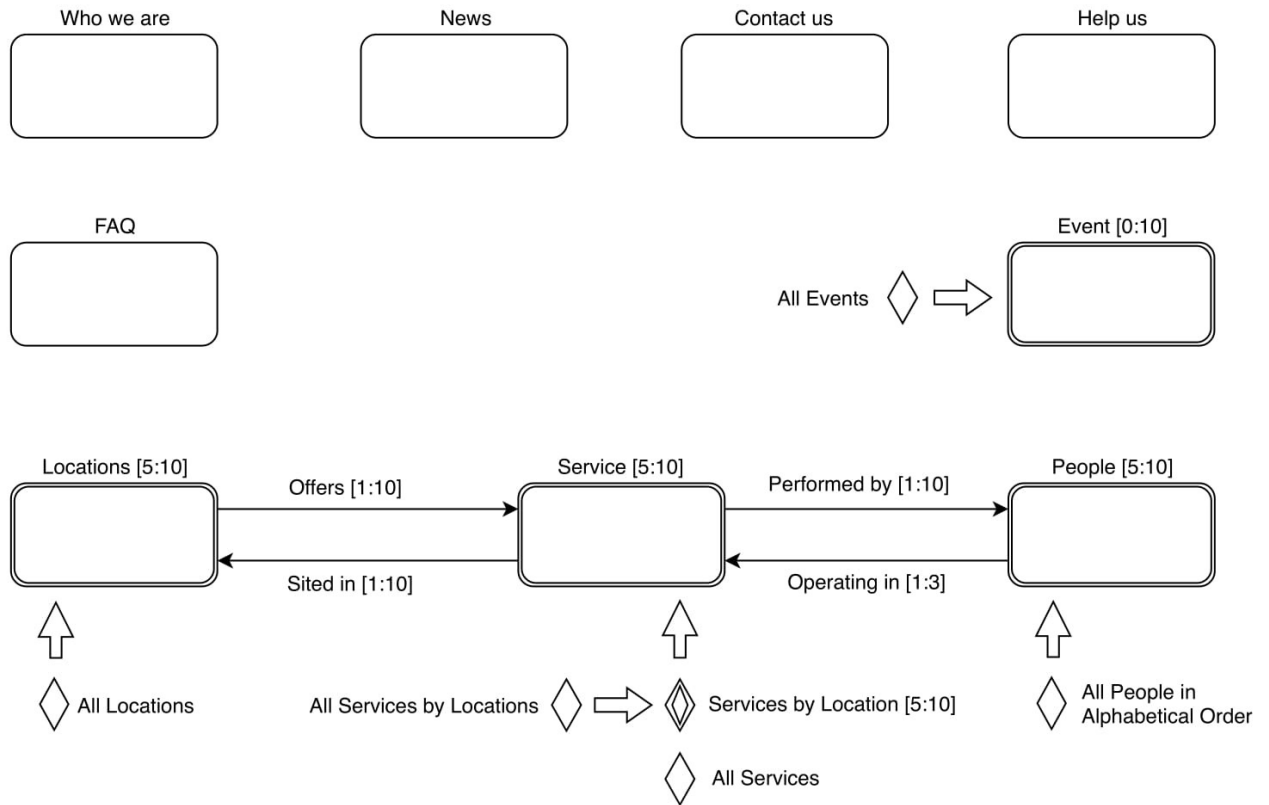 Who we are
News
Contact us
Help us
FAQ
Event [0:10]
All Events
Locations [5:10]
Service [5:10]
People [5:10]
Offers [1:10]
Performed by [1:10]
Sited in [1:10]
Operating in [1:3]
All Locations
All Services by Locations
Services by Location [5:10]
All People in
Alphabetical Order
All Services